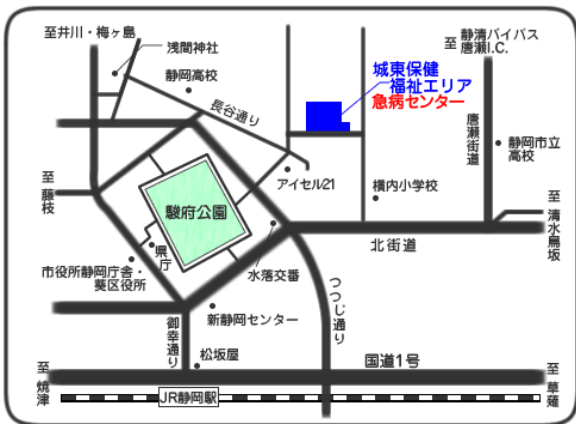 至井川・梅ヶ島
浅間神社
静岡高校
長谷通り
至
静清バイパス
唐瀬I.C.
城東保健
福祉エリア
急病センター
唐瀬街道
静岡市立
高校
至藤枝
アイセル21
横内小学校
駿府公園
至清水鳥坂
北街道
県庁
水落交番
市役所静岡庁舎・
葵区役所
つつじ通り
新静岡センター
御幸通り
松坂屋
国道1号
至焼津
至草薙
JR静岡駅